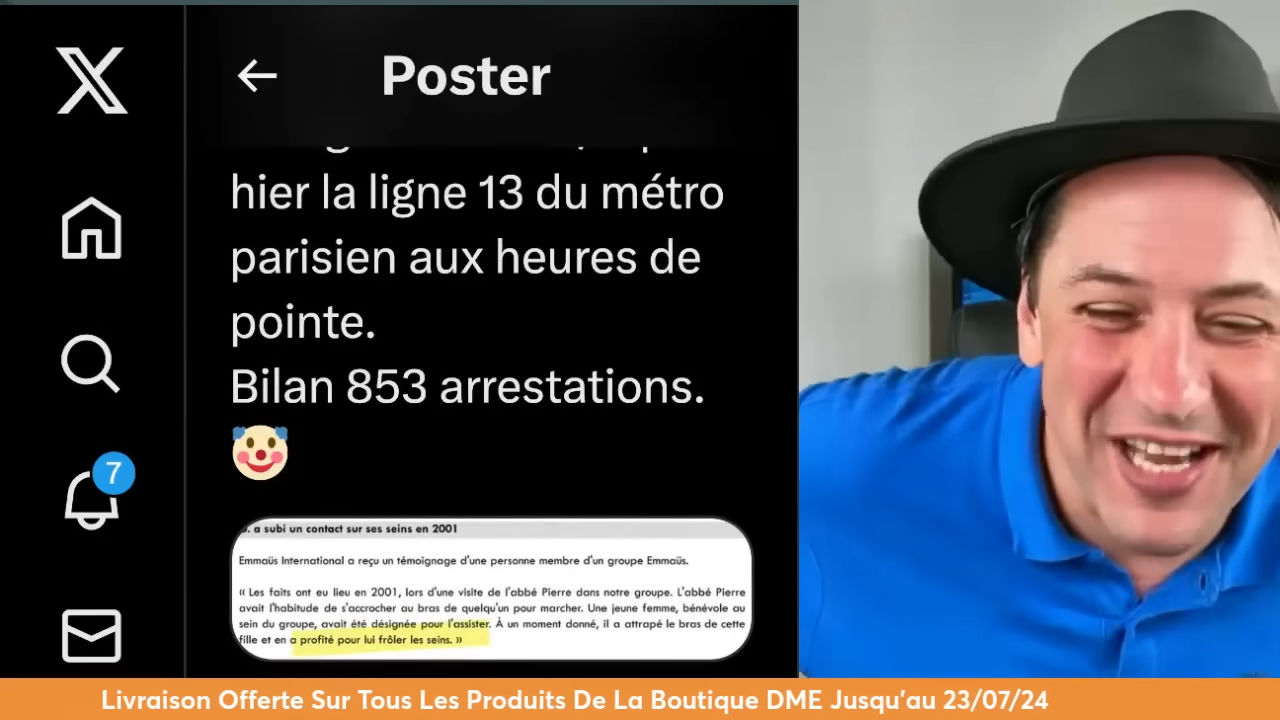 Poster
hier la ligne 13 du métro
parisien aux heures de
pointe.
Bilan 853 arrestations.
7
a subi un contact sur ses seins en 2001
Emmaüs International a reçu un témoignage d'une personne membre d'un groupe Emmaüs.
« Les faits ont eu lieu en 2001, lors d'une visite de l'abbé Pierre dans notre groupe. L'abbé Pierre
avait l'habitude de s'accrocher au bras de quelqu'un pour marcher. Une jeune femme, bénévole au
sein du groupe, avait été désignée pour l'assister. À un moment donné, il a attrapé le bras de cette
fille et en a profité pour lui frôler les seins. »
Livraison Offerte Sur Tous Les Produits De La Boutique DME Jusqu'au 23/07/24